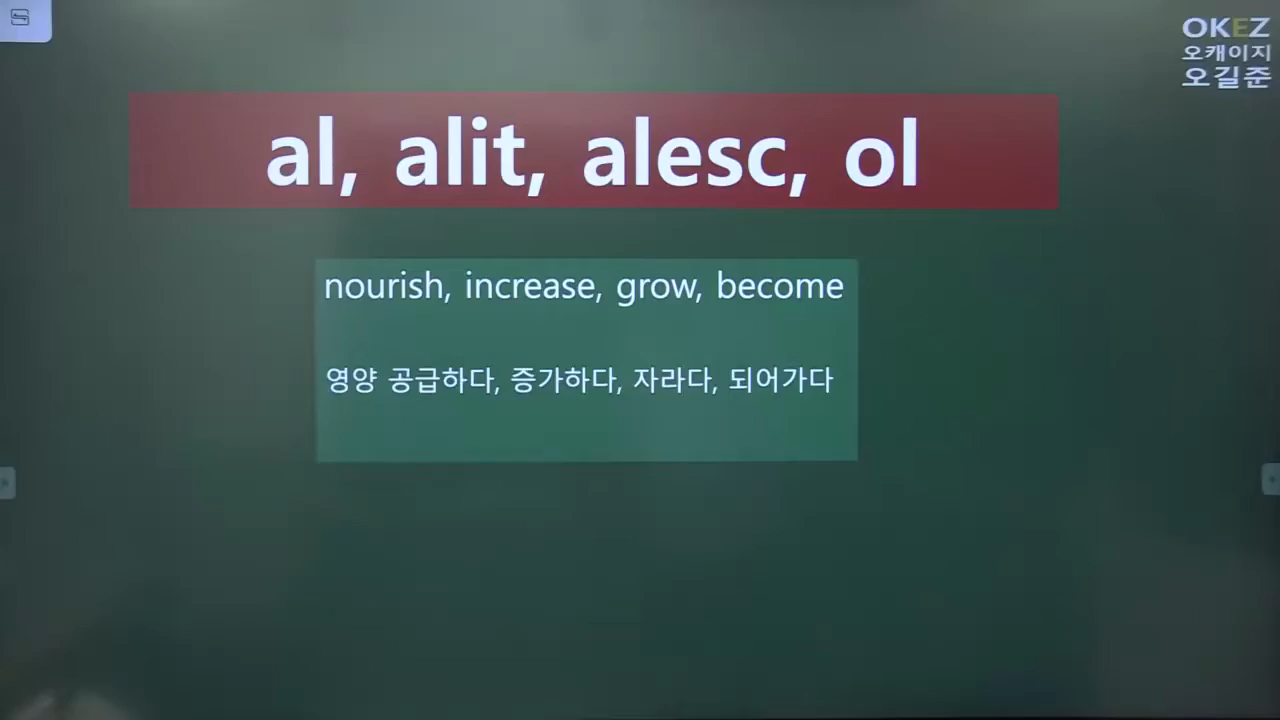 OKEZ
오캐이지
오길준
al, alit, alesc, ol
nourish, increase, grow, become
영양 공급하다, 증가하다, 자라다, 되어가다